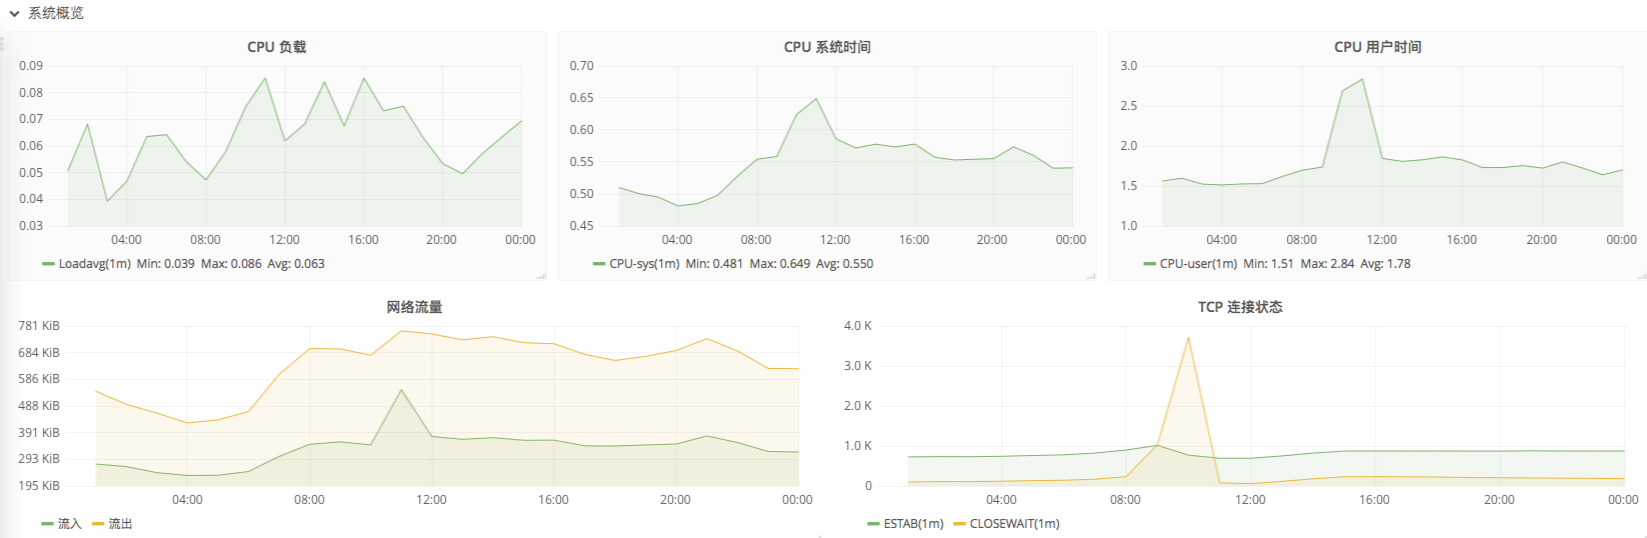 系统概览
CPU 负载
0.09
0.08
0.07
0.06
0.05
0.04
0.03
04:00 08:00 12:00 16:00 20:00 00:00
Loadavg(1m) Min: 0.039 Max: 0.086 Avg: 0.063
CPU 系统时间
0.70
0.65
0.60
0.55
0.50
0.45
04:00 08:00 12:00 16:00 20:00 00:00
CPU-sys(1m) Min: 0.481 Max: 0.649 Avg: 0.550
CPU 用户时间
3.0
2.5
2.0
1.5
1.0
04:00 08:00 12:00 16:00 20:00 00:00
CPU-user(1m) Min: 1.51 Max: 2.84 Avg: 1.78
网络流量
781 KiB
684 KiB
586 KiB
488 KiB
391 KiB
293 KiB
195 KiB
04:00 08:00 12:00 16:00 20:00 00:00
流入 流出
TCP 连接状态
4.0 K
3.0 K
2.0 K
1.0 K
0
04:00 08:00 12:00 16:00 20:00 00:00
ESTAB(1m) CLOSEWAIT(1m)